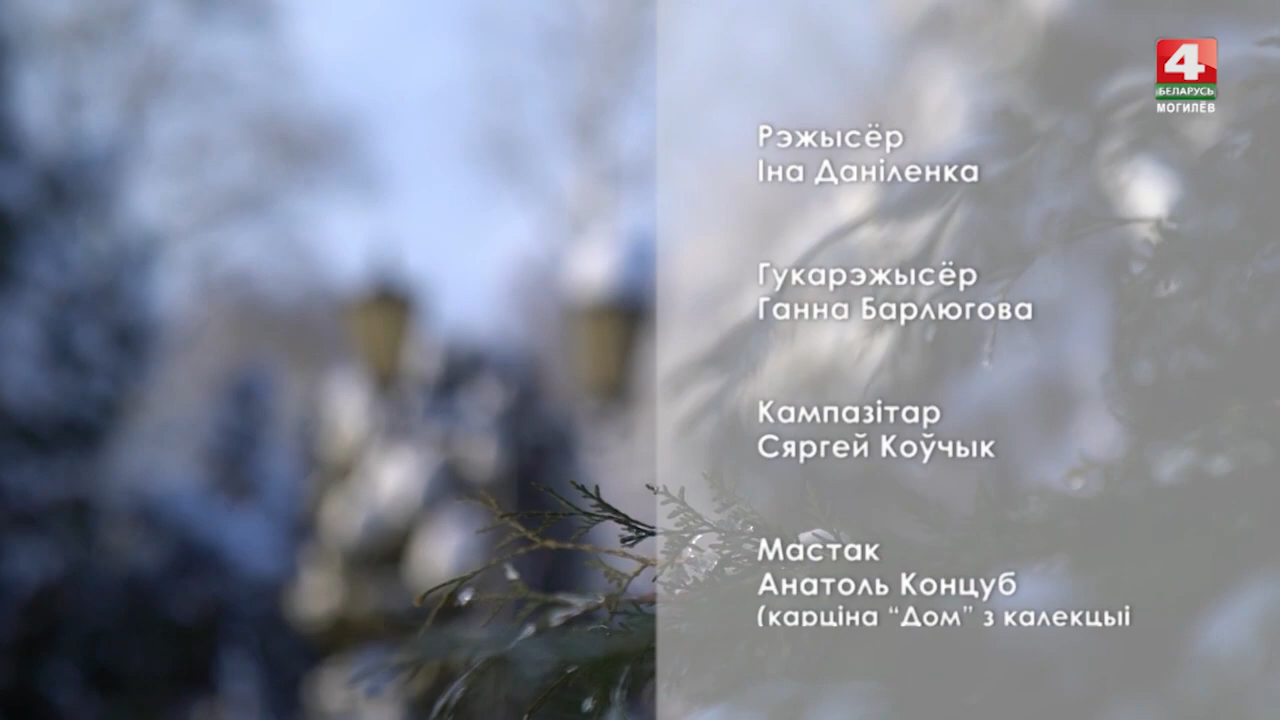 4
БЕЛАРУСЬ
МОГИЛЁВ
Рэжысёр
Іна Даніленка
Гукарэжысёр
Ганна Барлюгова
Кампазітар
Сяргей Коўчык
Мастак
Анатоль Концуб
(карціна “Дом” з калекцыі